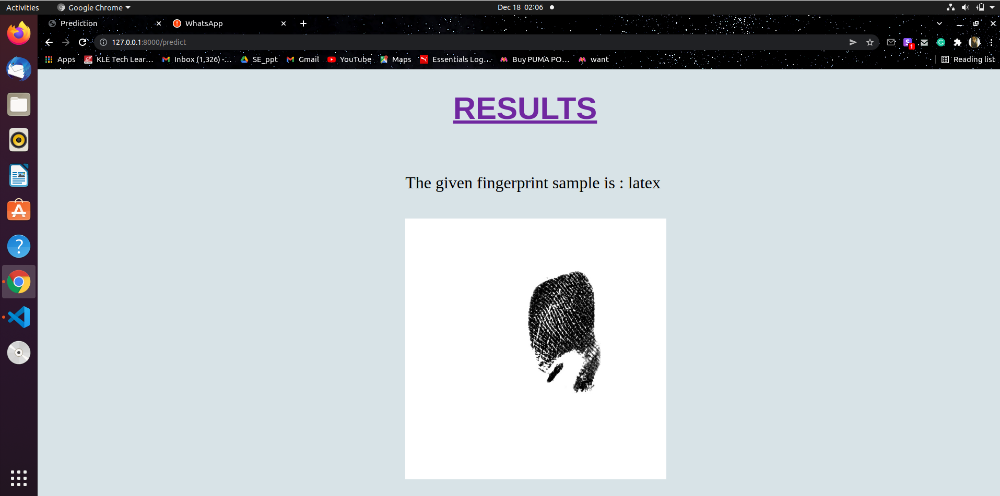 Activities
Google Chrome
Dec 18 02:06
Prediction
WhatsApp
127.0.0.1:8000/predict
1
Apps
KLE Tech Lear...
Inbox (1,326) -...
SE_ppt
Gmail
YouTube
Maps
Essentials Log...
Buy PUMA PO...
want
Reading list
RESULTS
The given fingerprint sample is : latex